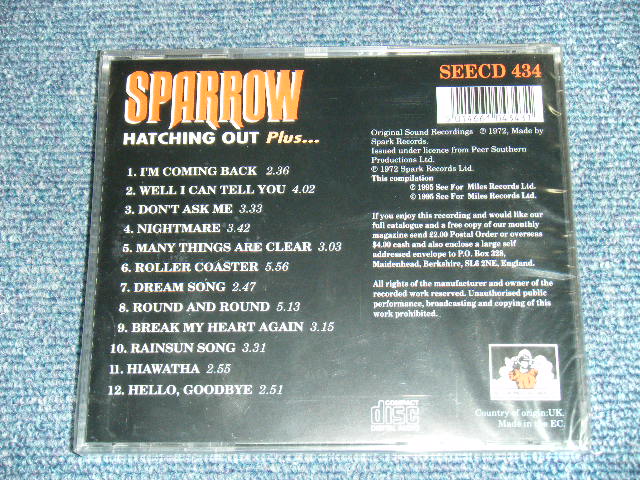 SPARROW
HATCHING OUT Plus...
1. I'M COMING BACK 2.36
2. WELL I CAN TELL YOU 4.02
3. DON'T ASK ME 3.33
4. NIGHTMARE 3.42
5. MANY THINGS ARE CLEAR 3.03
6. ROLLER COASTER 5.56
7. DREAM SONG 2.47
8. ROUND AND ROUND 5.13
9. BREAK MY HEART AGAIN 3.15
10. RAINSUN SONG 3.31
11. HIAWATHA 2.55
12. HELLO, GOODBYE 2.51
SEECD 434
Original Sound Recordings ℗ 1972, Made by
Spark Records.
Issued under licence from Peer Southern
Productions Ltd.
℗ 1972 Spark Records Ltd.
This compilation
℗ 1995 See For Miles Records Ltd.
© 1995 See For Miles Records Ltd.
If you enjoy this recording and would like our
full catalogue and a free copy of our monthly
magazine send £2.00 Postal Order or overseas
$4.00 cash and also enclose a large self
addressed envelope to P.O. Box 328,
Maidenhead, Berkshire, SL6 2NE, England.
All rights of the manufacturer and owner of the
recorded work reserved. Unauthorised public
performance, broadcasting and copying of this
work prohibited.
COMPACT
disc
DIGITAL AUDIO
Country of origin:UK.
Made in the EC.